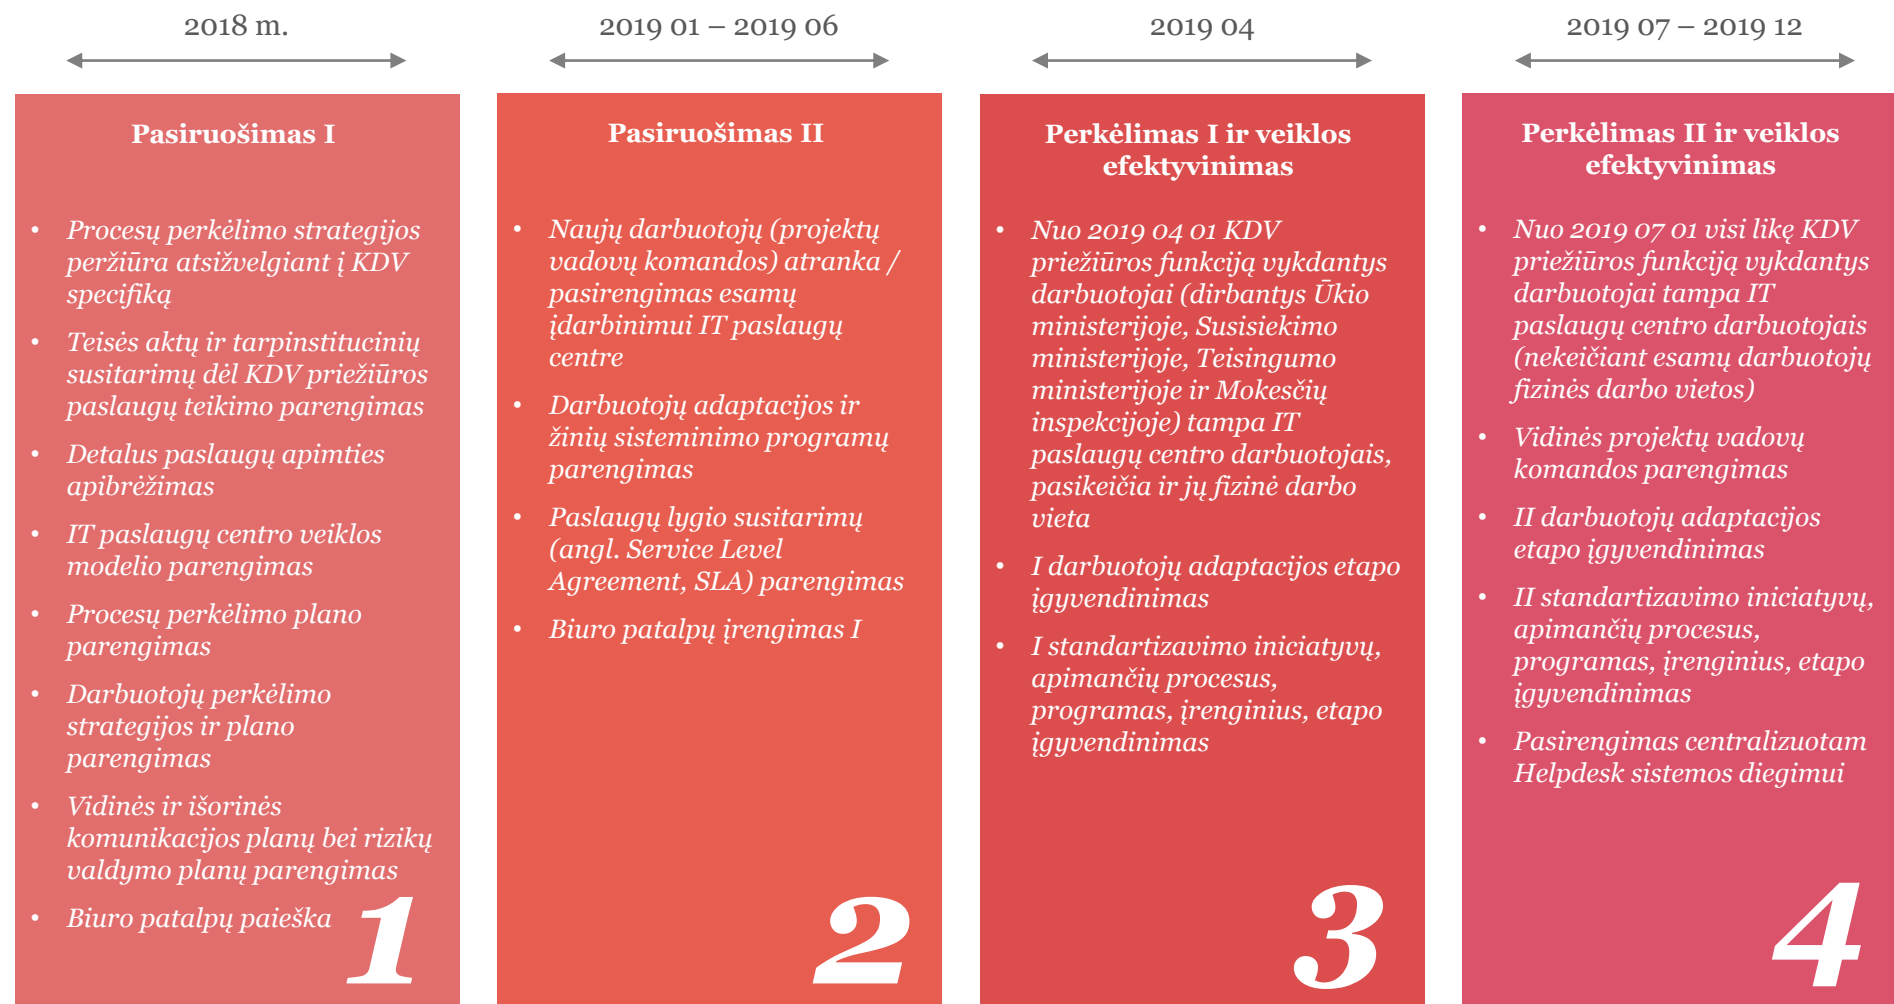 2018 m.
Pasiruošimas I
• Procesų perkėlimo strategijos
peržiūra atsižvelgiant į KDV
specifiką
• Teisės aktų ir tarpinstitucinių
susitarimų dėl KDV priežiūros
paslaugų teikimo parengimas
• Detalus paslaugų apimties
apibrėžimas
• IT paslaugų centro veiklos
modelio parengimas
• Procesų perkėlimo plano
parengimas
• Darbuotojų perkėlimo
strategijos ir plano
parengimas
• Vidinės ir išorinės
komunikacijos planų bei rizikų
valdymo planų parengimas
• Biuro patalpų paieška
1
2019 01 – 2019 06
Pasiruošimas II
• Naujų darbuotojų (projektų
vadovų komandos) atranka /
pasirengimas esamų
įdarbinimui IT paslaugų
centre
• Darbuotojų adaptacijos ir
žinių sisteminimo programų
parengimas
• Paslaugų lygio susitarimų
(angl. Service Level
Agreement, SLA) parengimas
• Biuro patalpų įrengimas I
2
2019 04
Perkėlimas I ir veiklos
efektyvinimas
• Nuo 2019 04 01 KDV
priežiūros funkciją vykdantys
darbuotojai (dirbantys Ūkio
ministerijoje, Susisiekimo
ministerijoje, Teisingumo
ministerijoje ir Mokesčių
inspekcijoje) tampa IT
paslaugų centro darbuotojais,
pasikeičia ir jų fizinė darbo
vieta
• I darbuotojų adaptacijos etapo
įgyvendinimas
• I standartizavimo iniciatyvų,
apimančių procesus,
programas, įrenginius, etapo
įgyvendinimas
3
2019 07 – 2019 12
Perkėlimas II ir veiklos
efektyvinimas
• Nuo 2019 07 01 visi likę KDV
priežiūros funkciją vykdantys
darbuotojai tampa IT
paslaugų centro darbuotojais
(nekeičiant esamų darbuotojų
fizinės darbo vietos)
• Vidinės projektų vadovų
komandos parengimas
• II darbuotojų adaptacijos
etapo įgyvendinimas
• II standartizavimo iniciatyvų,
apimančių procesus,
programas, įrenginius, etapo
įgyvendinimas
• Pasirengimas centralizuotam
Helpdesk sistemos diegimui
4